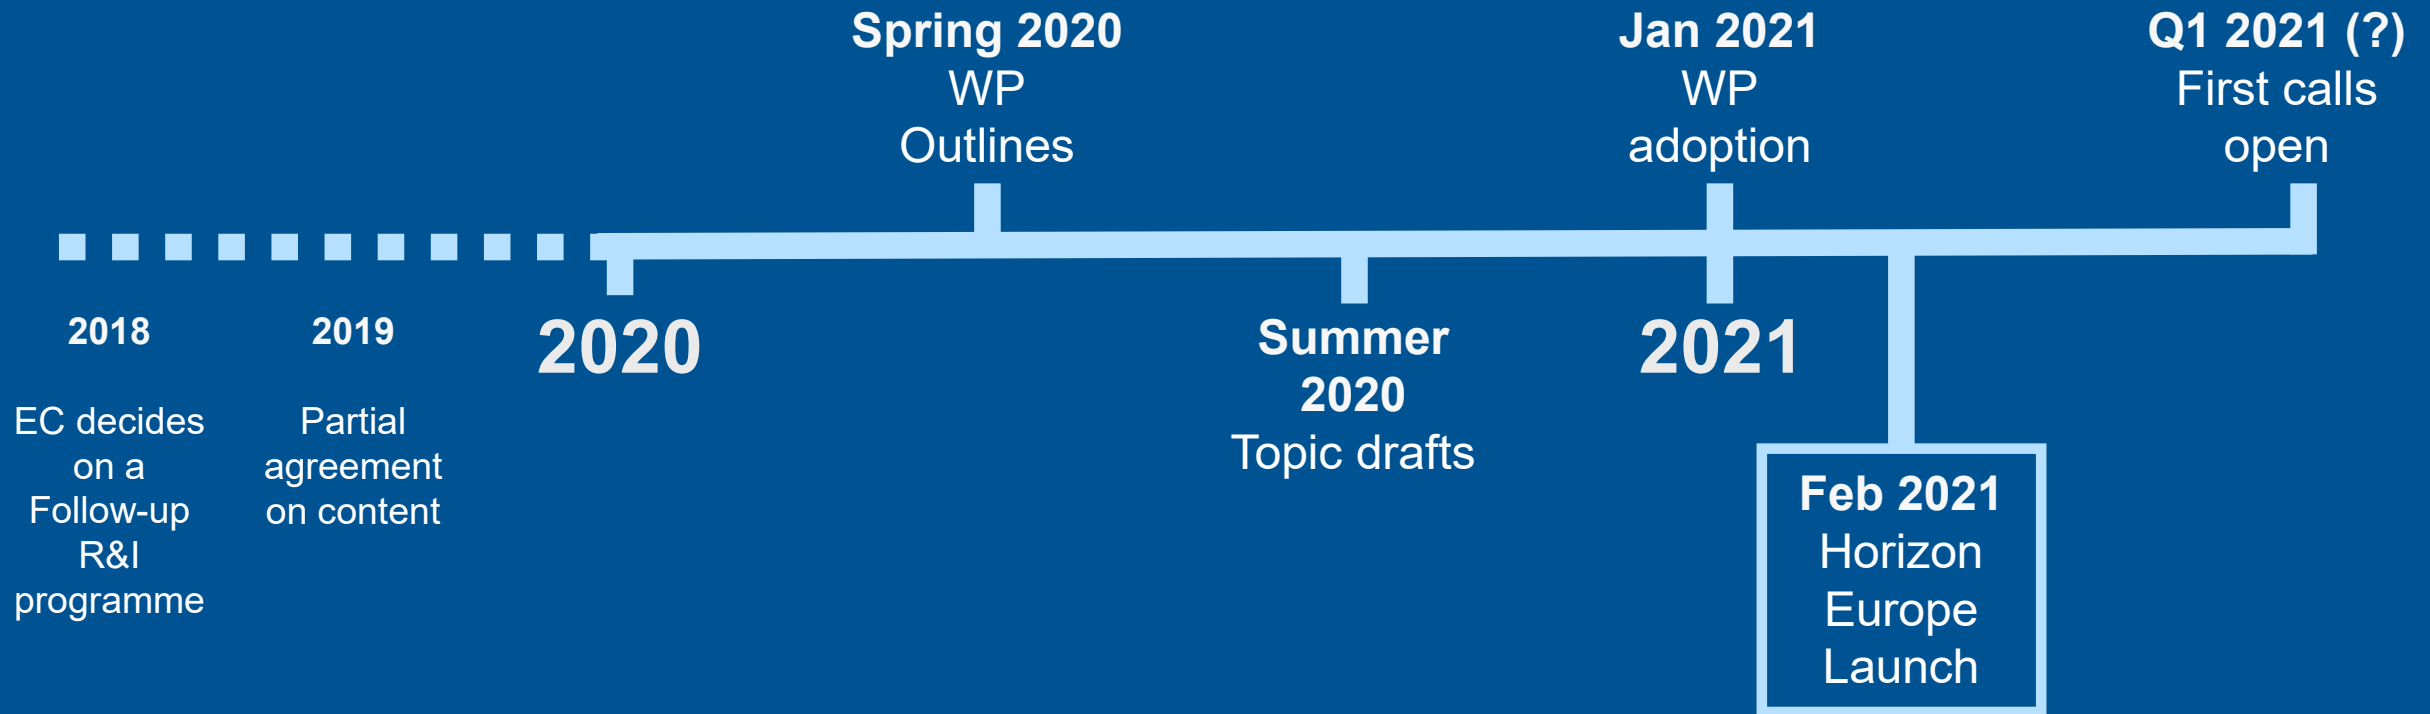 Spring 2020
WP
Outlines
Jan 2021
WP
adoption
Q1 2021 (?)
First calls
open
2018
EC decides
on a
Follow-up
R&I
programme
2019
Partial
agreement
on content
2020
Summer
2020
Topic drafts
2021
Feb 2021
Horizon
Europe
Launch